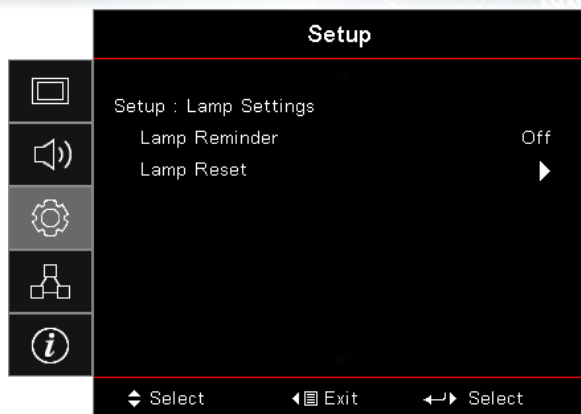 Setup
Setup : Lamp Settings
Lamp Reminder Off
Lamp Reset
Select Exit Select